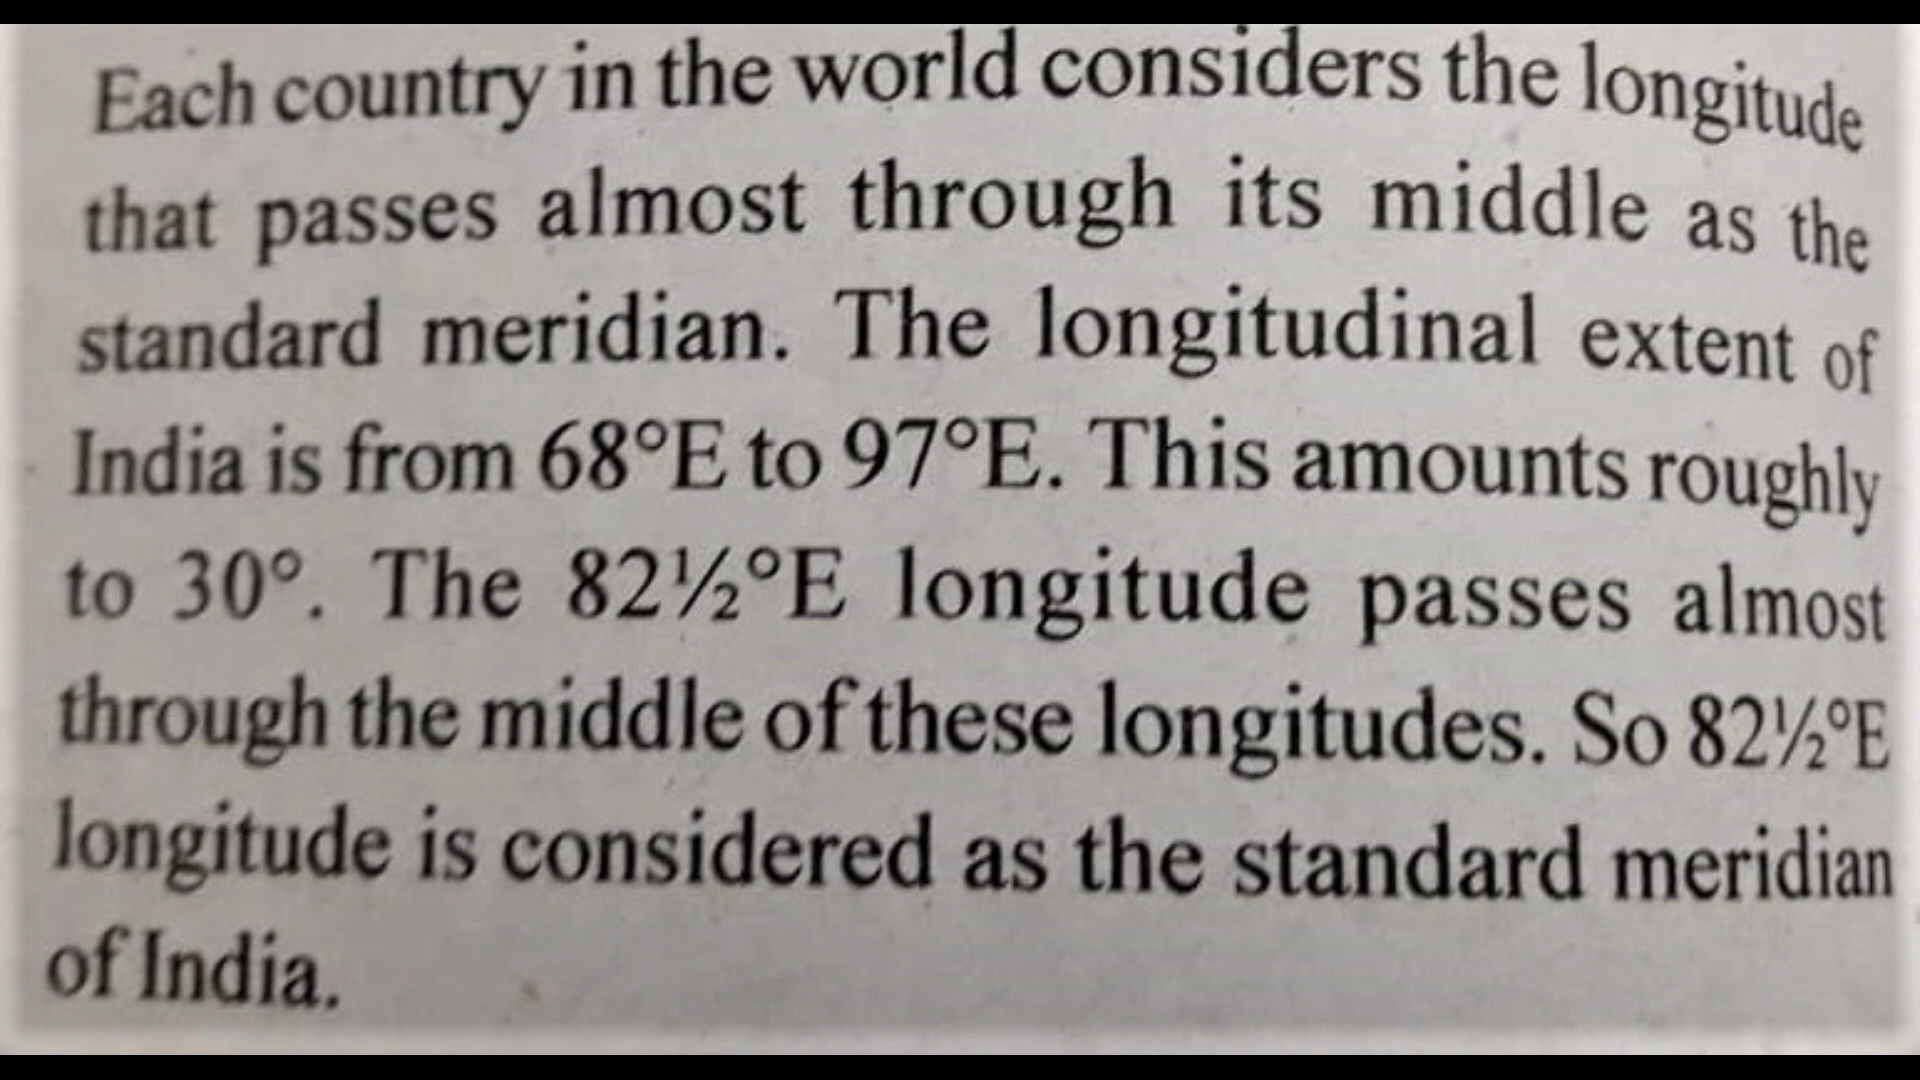 Each country in the world considers the longitude
that passes almost through its middle as the
standard meridian. The longitudinal extent of
India is from 68°E to 97°E. This amounts roughly
to 30°. The 82½°E longitude passes almost
through the middle of these longitudes. So 82½°E
longitude is considered as the standard meridian
of India.